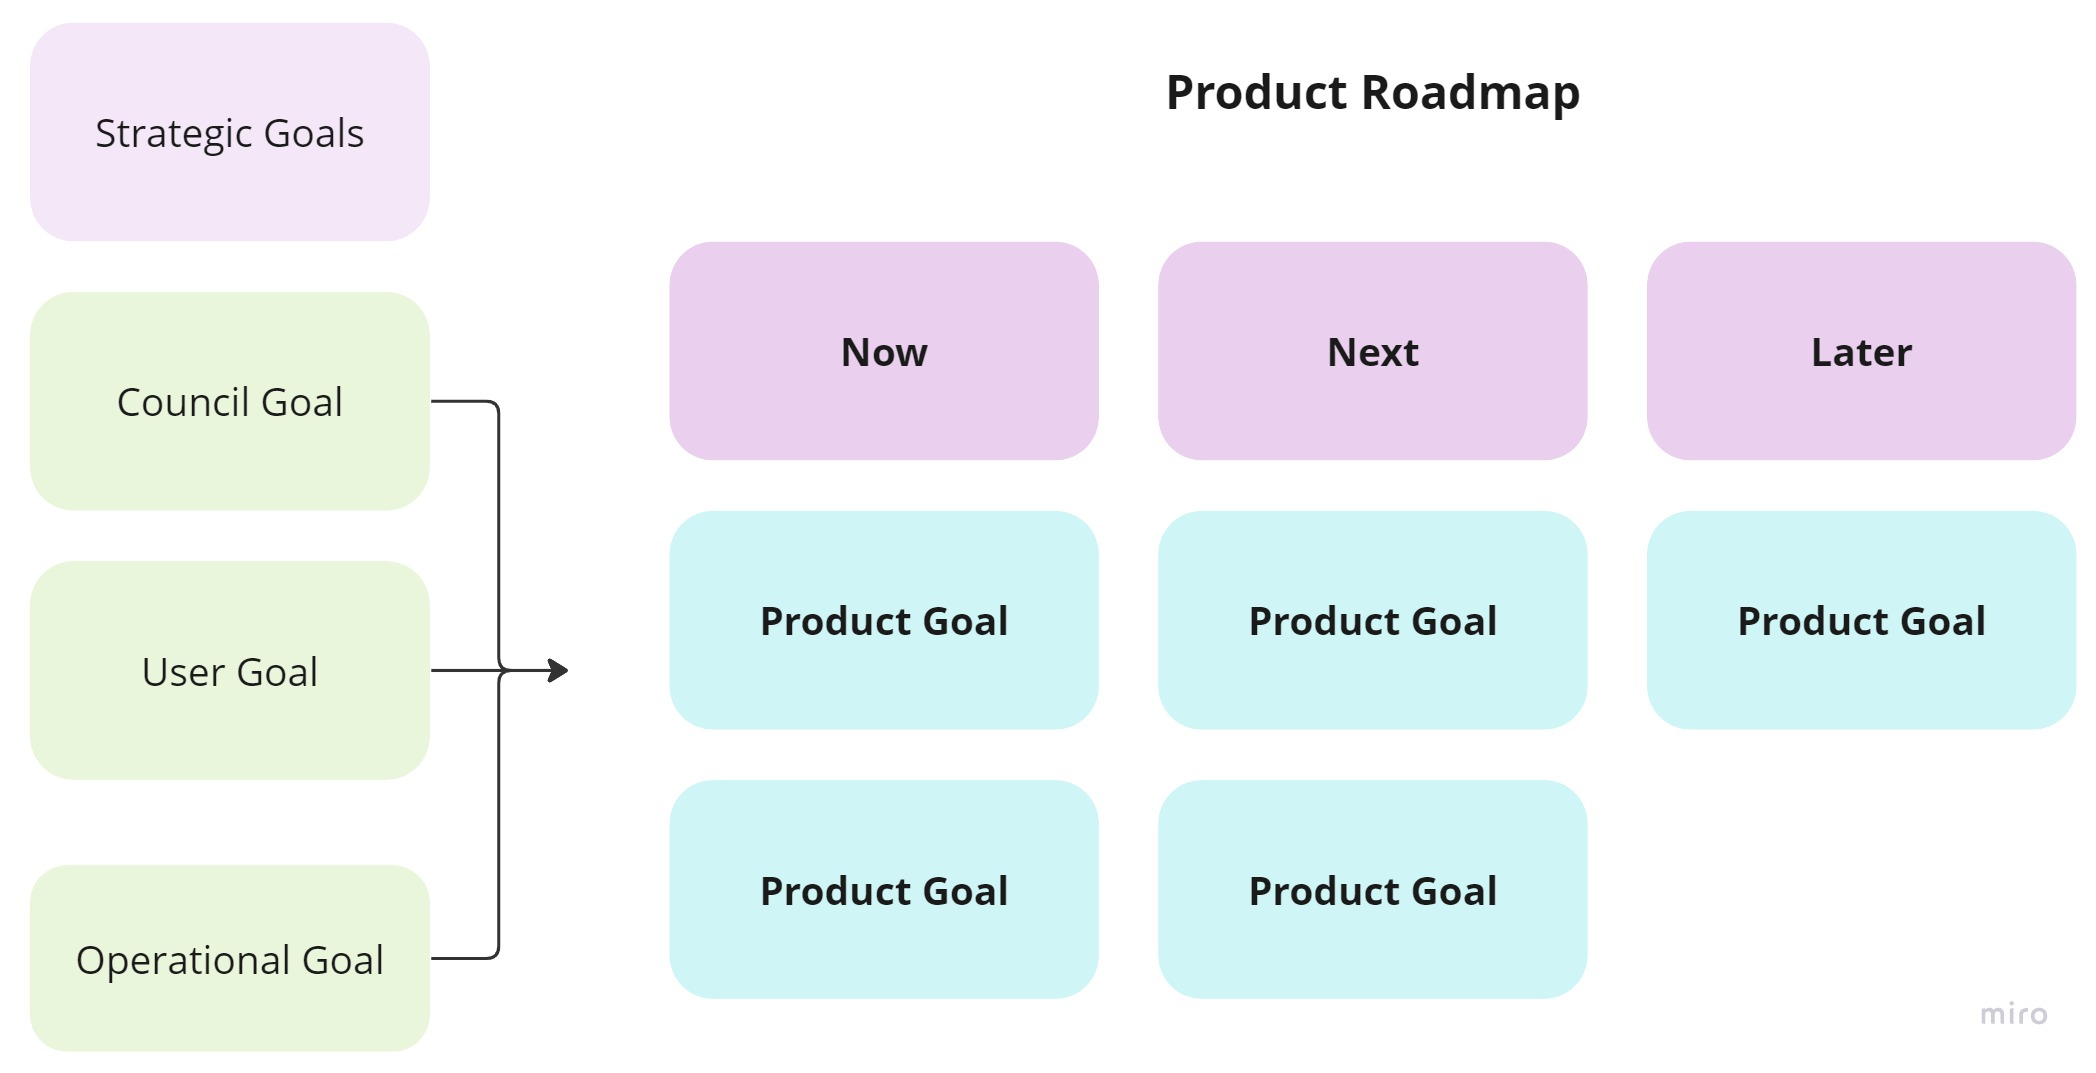 Strategic Goals
Council Goal
User Goal
Operational Goal
Product Roadmap
Now
Next
Later
Product Goal
Product Goal
Product Goal
Product Goal
Product Goal
miro